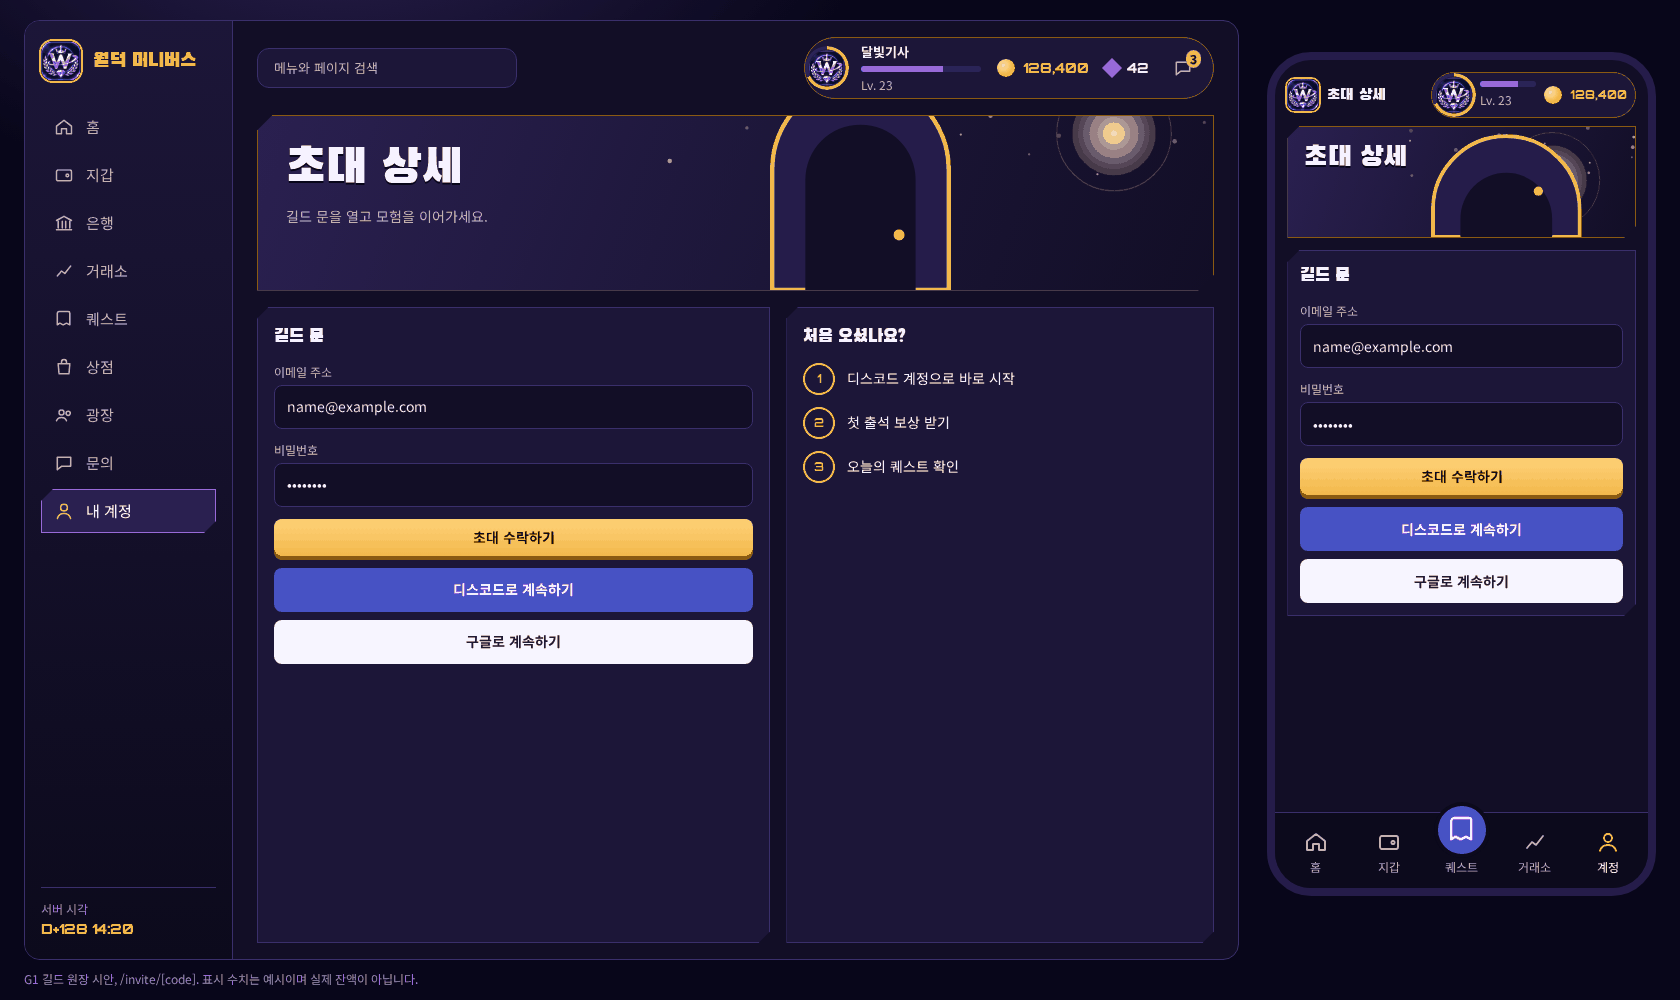 월덕 머니버스
홈
지갑
은행
거래소
퀘스트
상점
광장
문의
내 계정
서버 시각
D+128 14:20
메뉴와 페이지 검색
달빛기사
Lv. 23
128,400
42
3
초대 상세
길드 문을 열고 모험을 이어가세요.
길드 문
이메일 주소
name@example.com
비밀번호
••••••••
초대 수락하기
디스코드로 계속하기
구글로 계속하기
처음 오셨나요?
1 디스코드 계정으로 바로 시작
2 첫 출석 보상 받기
3 오늘의 퀘스트 확인
초대 상세
Lv. 23
128,400
초대 상세
길드 문
이메일 주소
name@example.com
비밀번호
••••••••
초대 수락하기
디스코드로 계속하기
구글로 계속하기
홈
지갑
퀘스트
거래소
계정
G1 길드 원장 시안, /invite/[code]. 표시 수치는 예시이며 실제 잔액이 아닙니다.